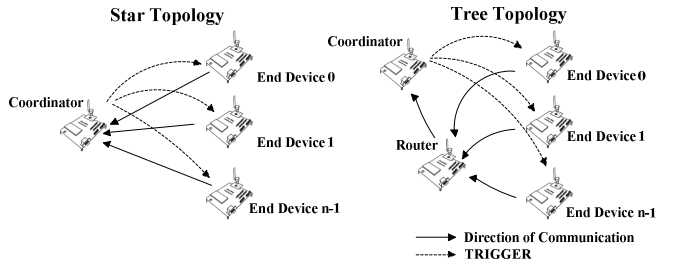 Star Topology
Coordinator
End Device 0
End Device 1
End Device n-1
Tree Topology
Coordinator
End Device 0
End Device 1
Router
End Device n-1
Direction of Communication
TRIGGER